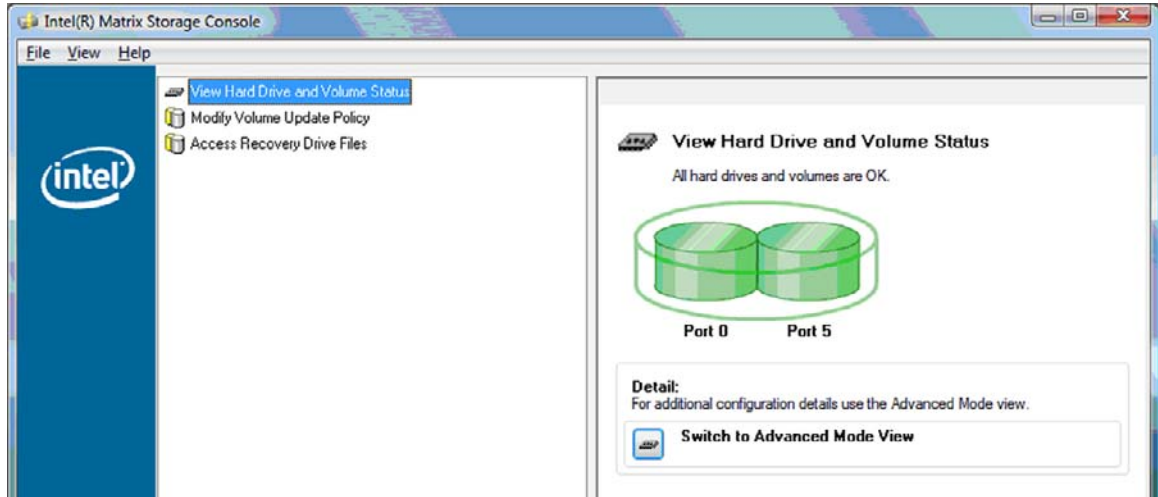 Intel(R) Matrix Storage Console
File View Help
intel
View Hard Drive and Volume Status
Modify Volume Update Policy
Access Recovery Drive Files
View Hard Drive and Volume Status
All hard drives and volumes are OK.
Port 0 Port 5
Detail:
For additional configuration details use the Advanced Mode view.
Switch to Advanced Mode View